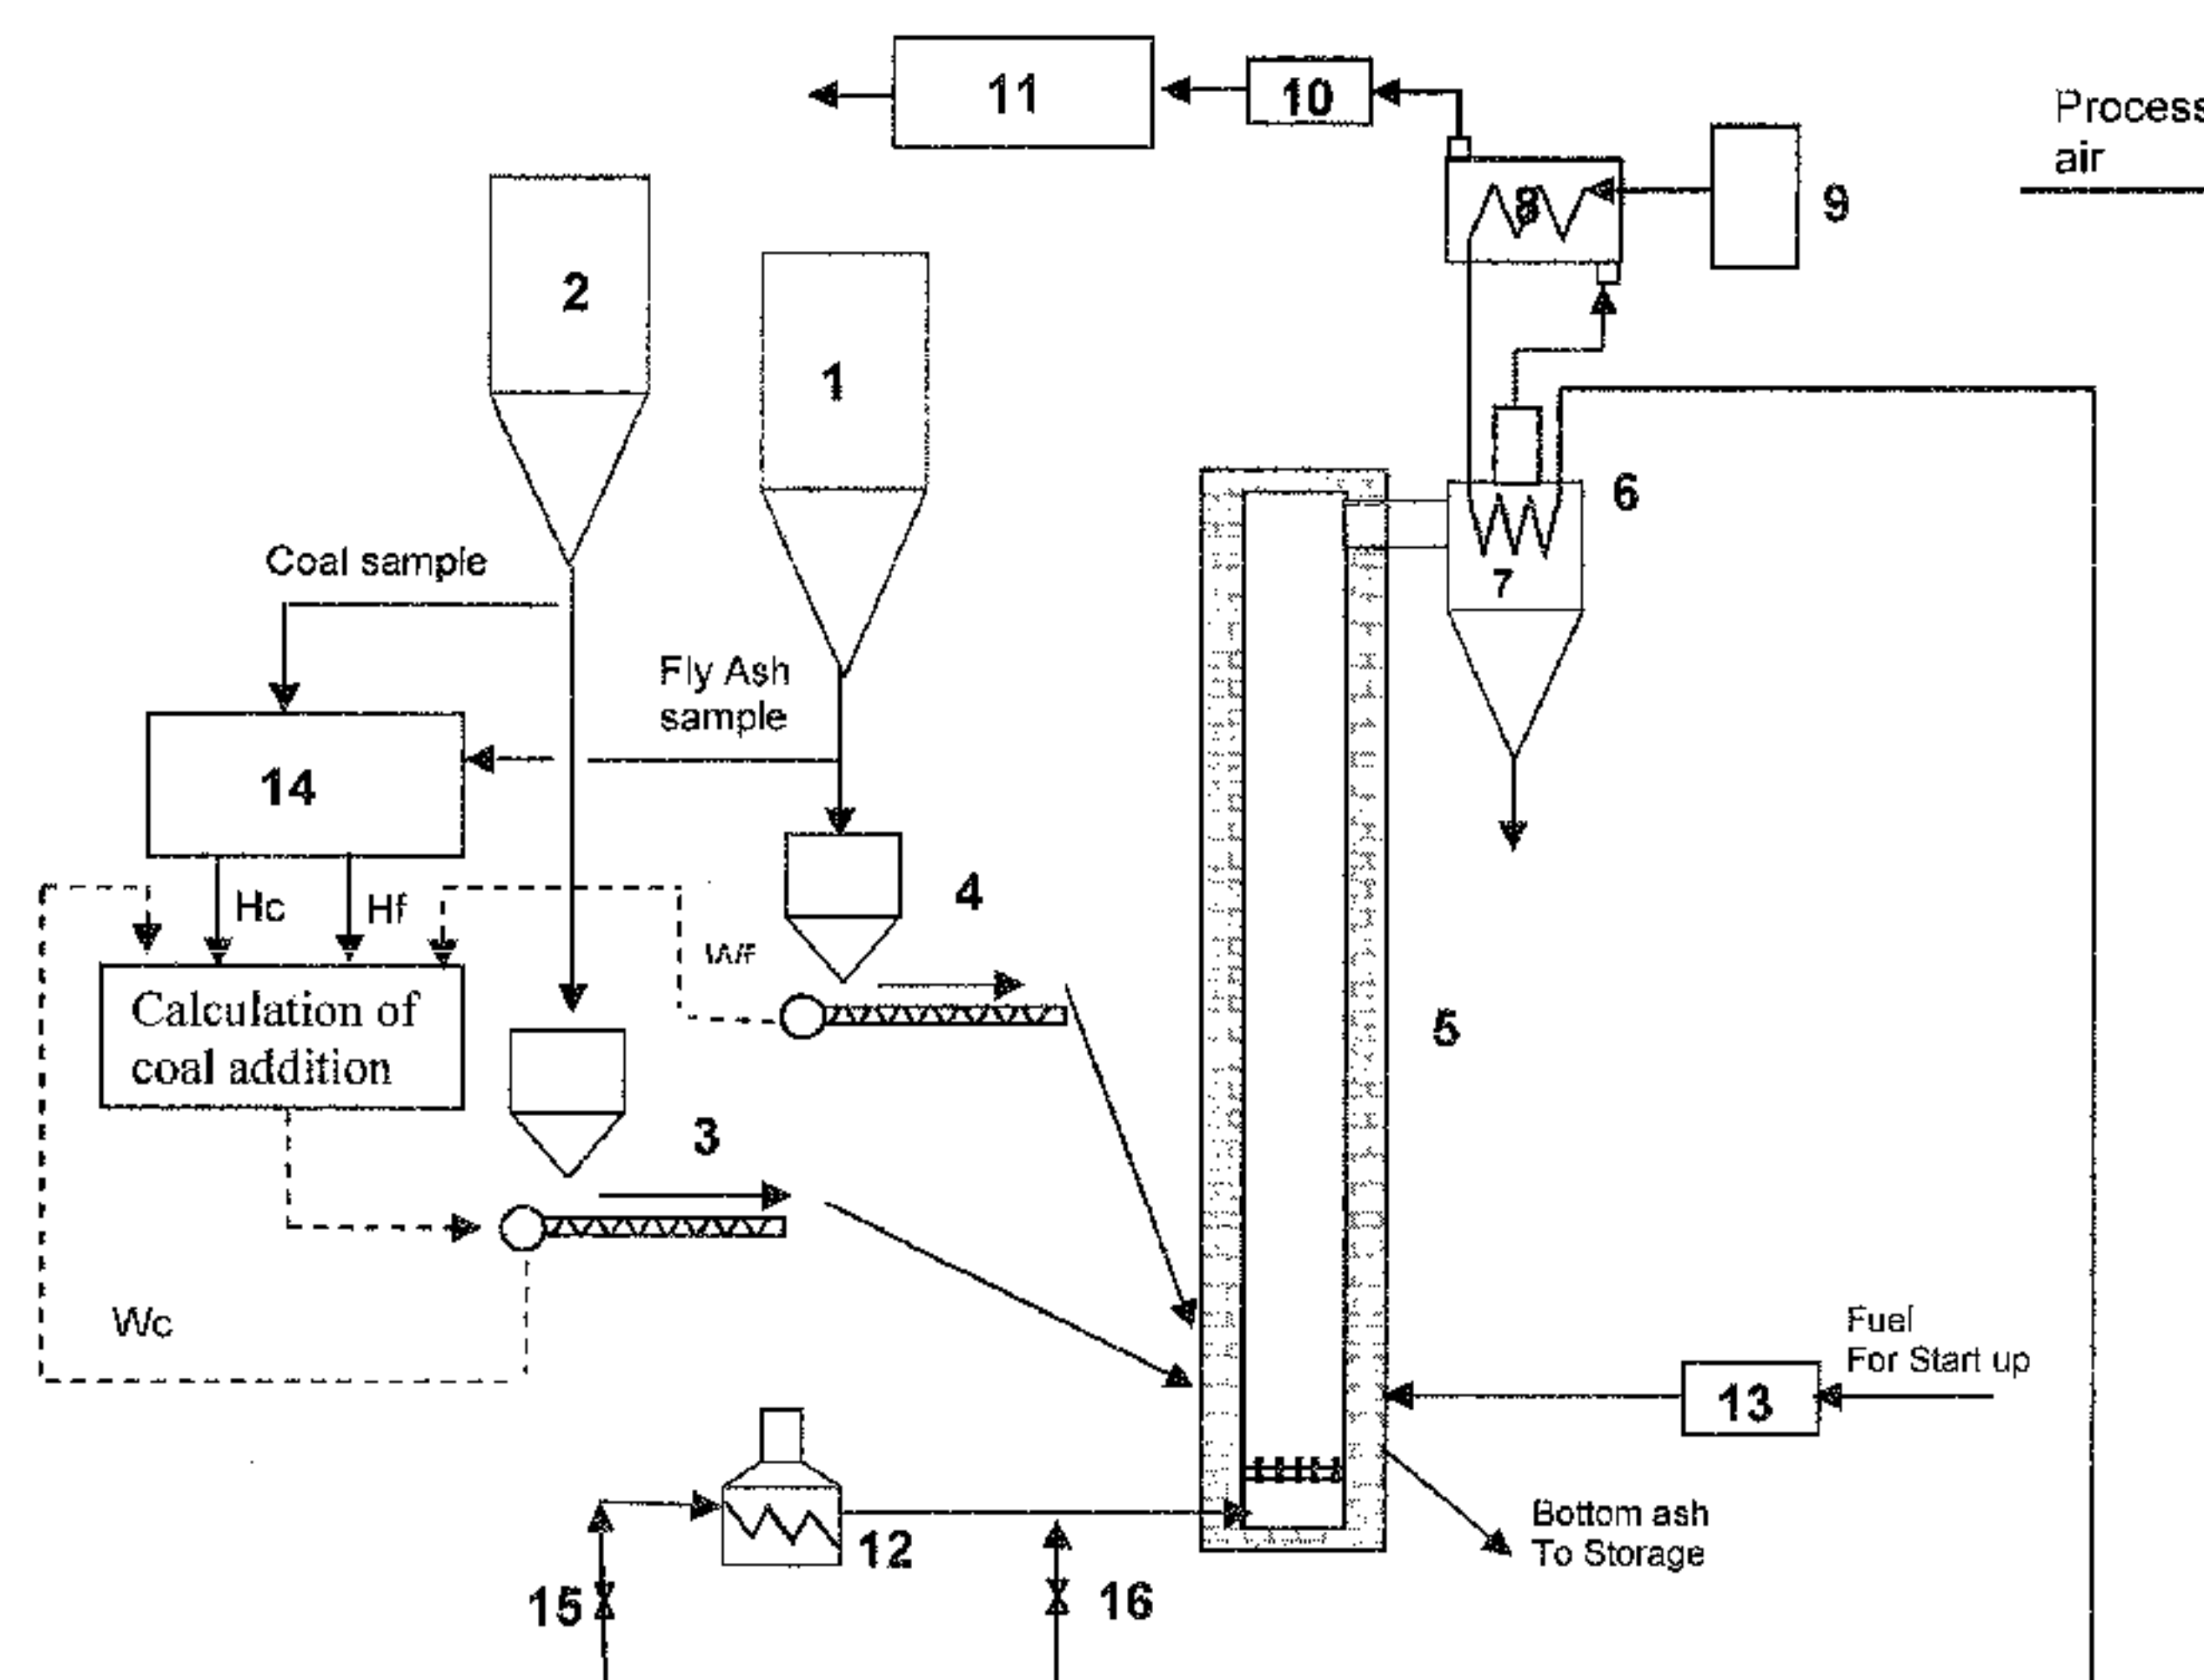 11
10
Process
air
8
9
2
1
6
Coal sample
7
Fly Ash
sample
14
4
Hc
Hf
Wf
Calculation of
coal addition
5
3
Wc
Fuel
For Start up
13
Bottom ash
To Storage
12
15
16